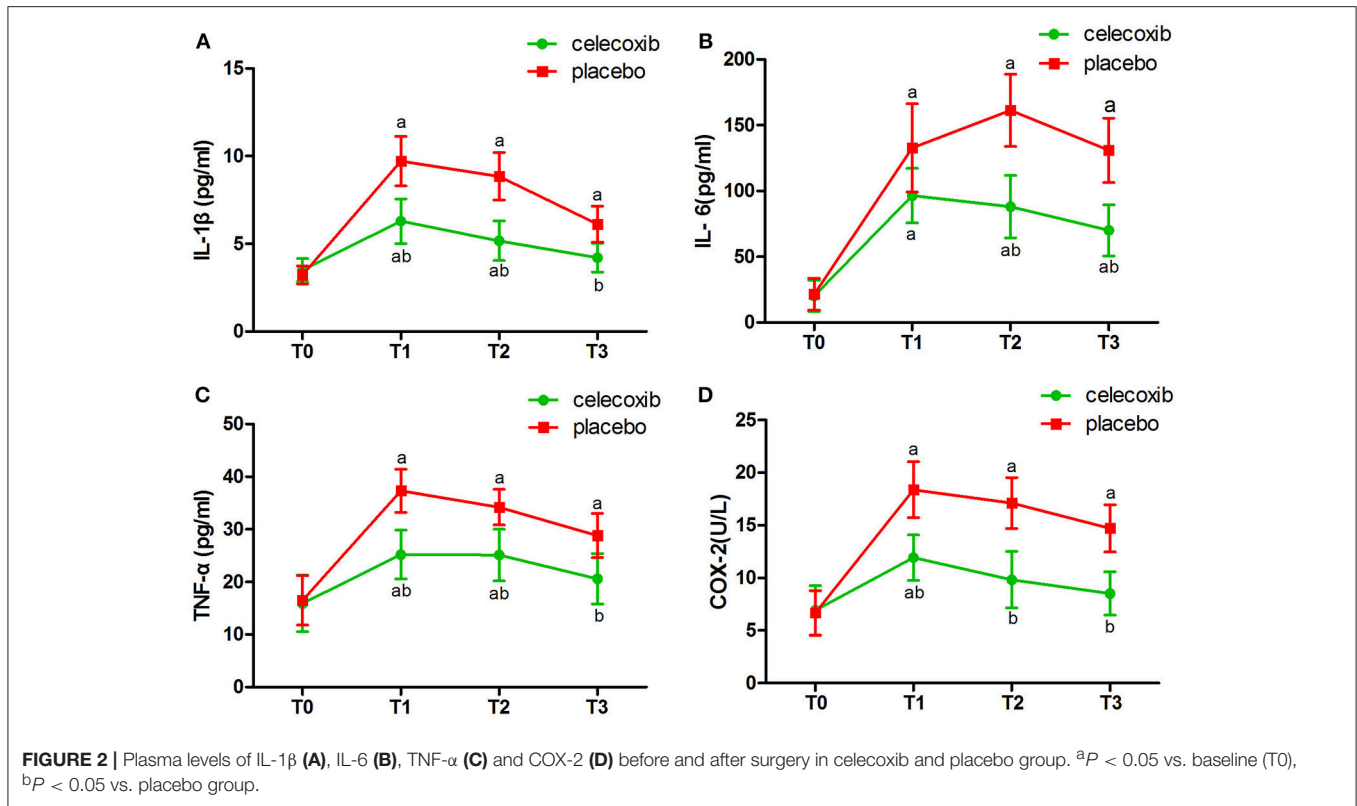 A
celecoxib
placebo
15
10
5
0
IL-1β (pg/ml)
a
a
a
ab
ab
b
T0 T1 T2 T3
B
celecoxib
placebo
200
150
100
50
0
IL- 6(pg/ml)
a
a
a
a
ab
ab
T0 T1 T2 T3
C
celecoxib
placebo
50
40
30
20
10
0
TNF-α (pg/ml)
a
a
a
ab
ab
b
T0 T1 T2 T3
D
celecoxib
placebo
25
20
15
10
5
0
COX-2(U/L)
a
a
a
ab
b
b
T0 T1 T2 T3
FIGURE 2 | Plasma levels of IL-1β (A), IL-6 (B), TNF-α (C) and COX-2 (D) before and after surgery in celecoxib and placebo group. aP < 0.05 vs. baseline (T0),
bP < 0.05 vs. placebo group.